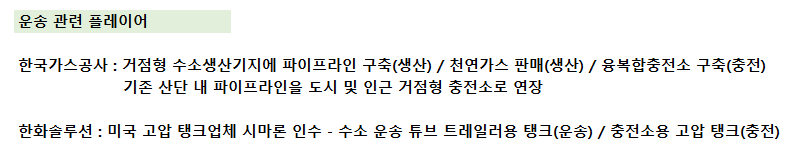 운송 관련 플레이어
한국가스공사 : 거점형 수소생산기지에 파이프라인 구축(생산) / 천연가스 판매(생산) / 융복합충전소 구축(충전)
기존 산단 내 파이프라인을 도시 및 인근 거점형 충전소로 연장
한화솔루션 : 미국 고압 탱크업체 시마론 인수 - 수소 운송 튜브 트레일러용 탱크(운송) / 충전소용 고압 탱크(충전)